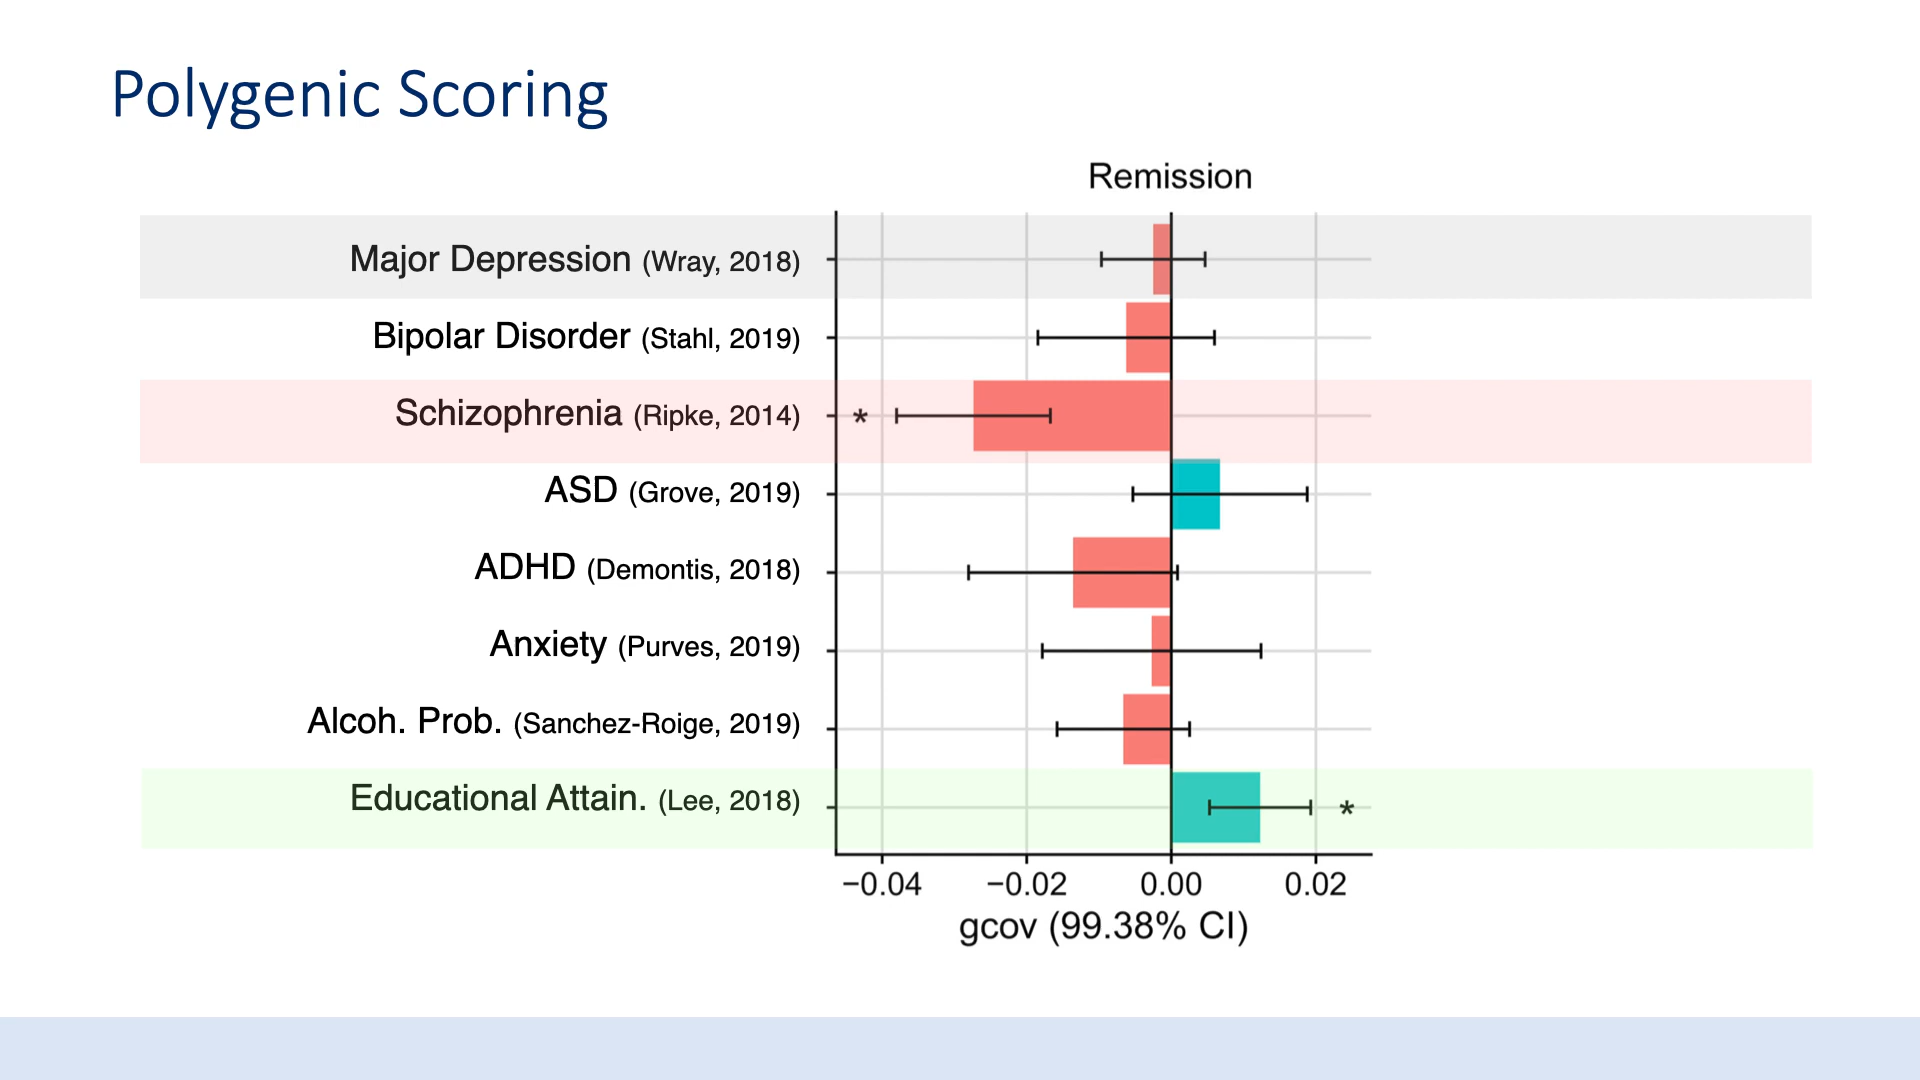 Polygenic Scoring
Remission
Major Depression (Wray, 2018)
Bipolar Disorder (Stahl, 2019)
Schizophrenia (Ripke, 2014)
*
ASD (Grove, 2019)
ADHD (Demontis, 2018)
Anxiety (Purves, 2019)
Alcoh. Prob. (Sanchez-Roige, 2019)
Educational Attain. (Lee, 2018)
*
−0.04 −0.02 0.00 0.02
gcov (99.38% CI)